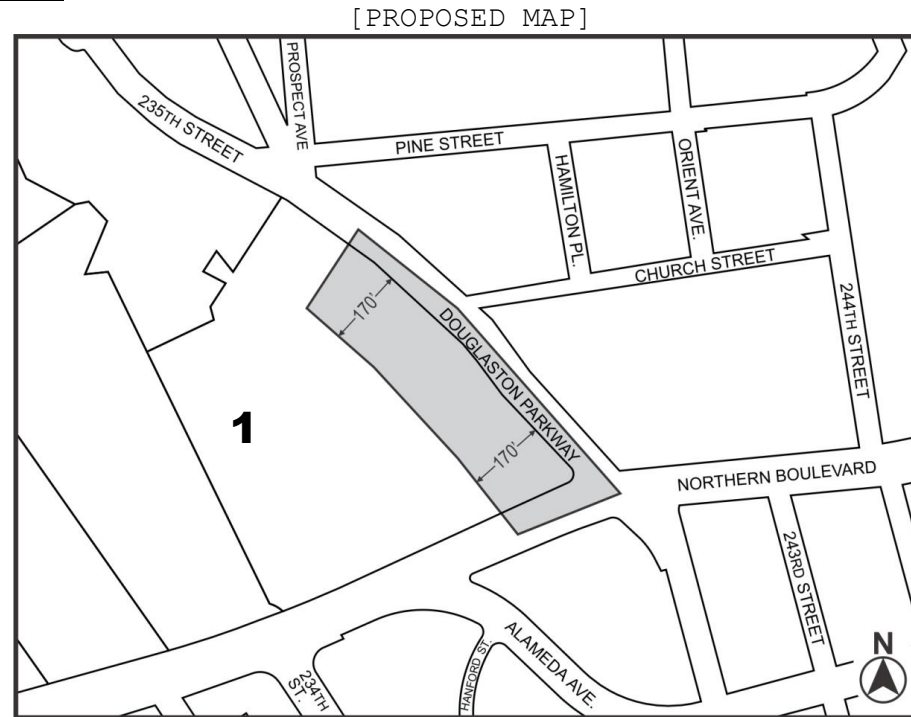 [PROPOSED MAP]
PROSPECT AVE
235TH STREET
PINE STREET
HAMILTON PL.
ORIENT AVE.
CHURCH STREET
170'
DOUGLASTON PARKWAY
244TH STREET
1
170'
NORTHERN BOULEVARD
243RD STREET
ALAMEDA AVE.
HANFORD ST.
234TH
ST.
N